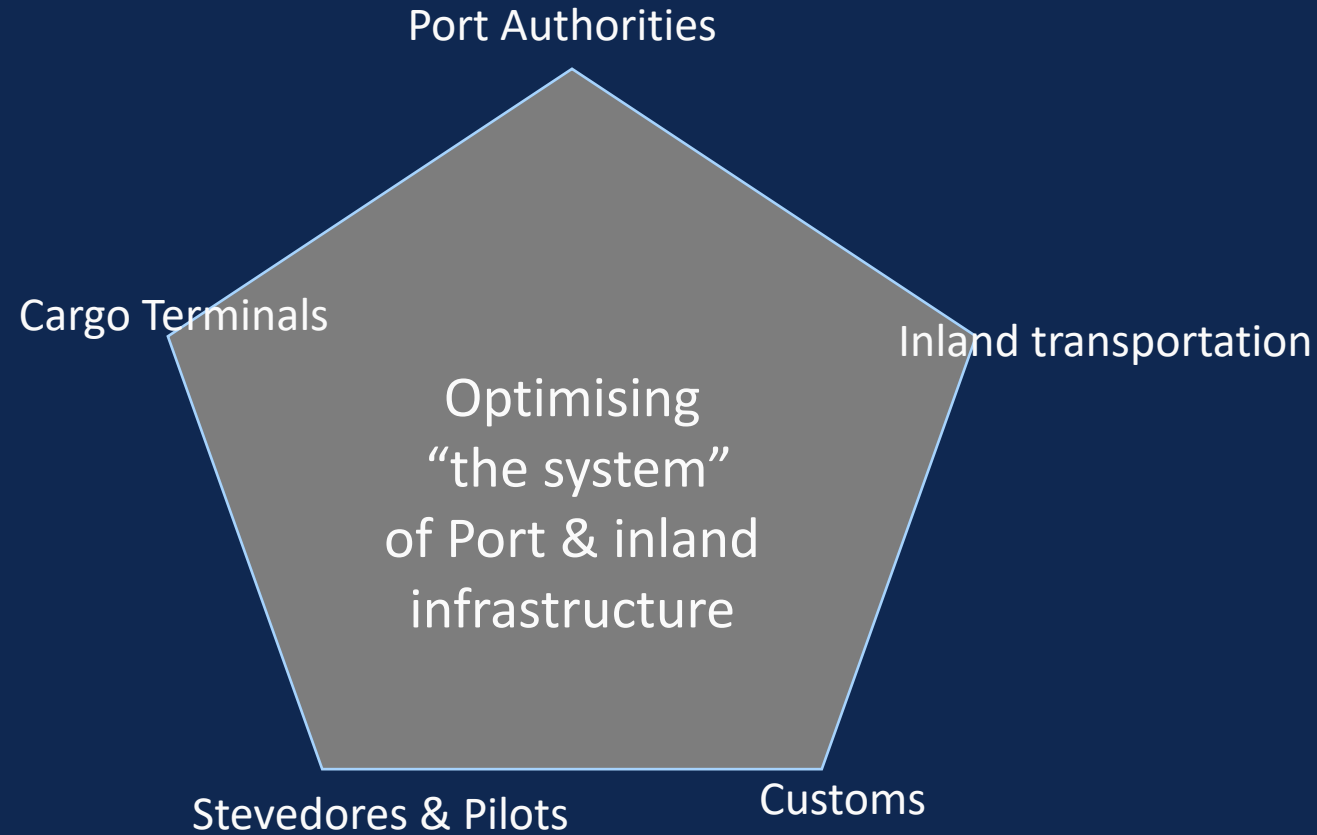 Port Authorities
Cargo Terminals
Inland transportation
Optimising
“the system”
of Port & inland
infrastructure
Stevedores & Pilots
Customs